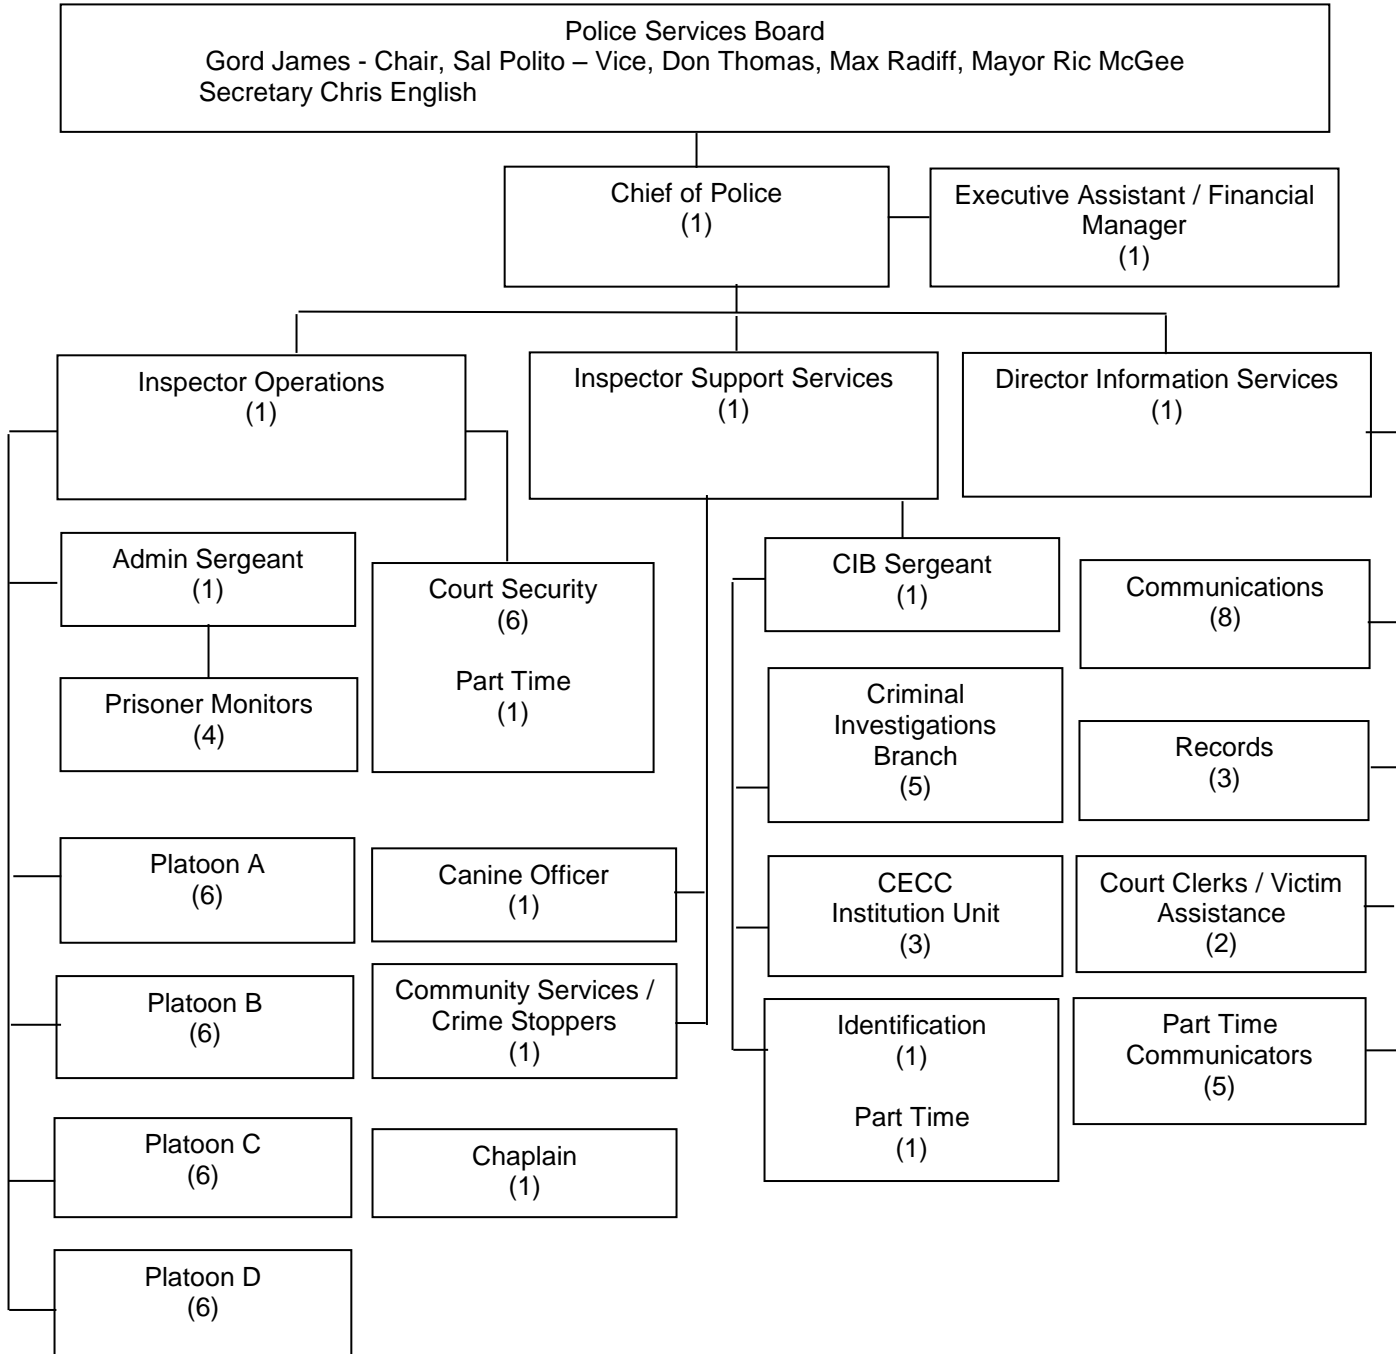 Police Services Board
Gord James - Chair, Sal Polito – Vice, Don Thomas, Max Radiff, Mayor Ric McGee
Secretary Chris English
Chief of Police
(1)
Executive Assistant / Financial
Manager
(1)
Inspector Operations
(1)
Inspector Support Services
(1)
Director Information Services
(1)
Admin Sergeant
(1)
Prisoner Monitors
(4)
Court Security
(6)
Part Time
(1)
CIB Sergeant
(1)
Communications
(8)
Criminal
Investigations
Branch
(5)
Records
(3)
Platoon A
(6)
Canine Officer
(1)
CECC
Institution Unit
(3)
Court Clerks / Victim
Assistance
(2)
Platoon B
(6)
Community Services /
Crime Stoppers
(1)
Identification
(1)
Part Time
(1)
Part Time
Communicators
(5)
Platoon C
(6)
Chaplain
(1)
Platoon D
(6)